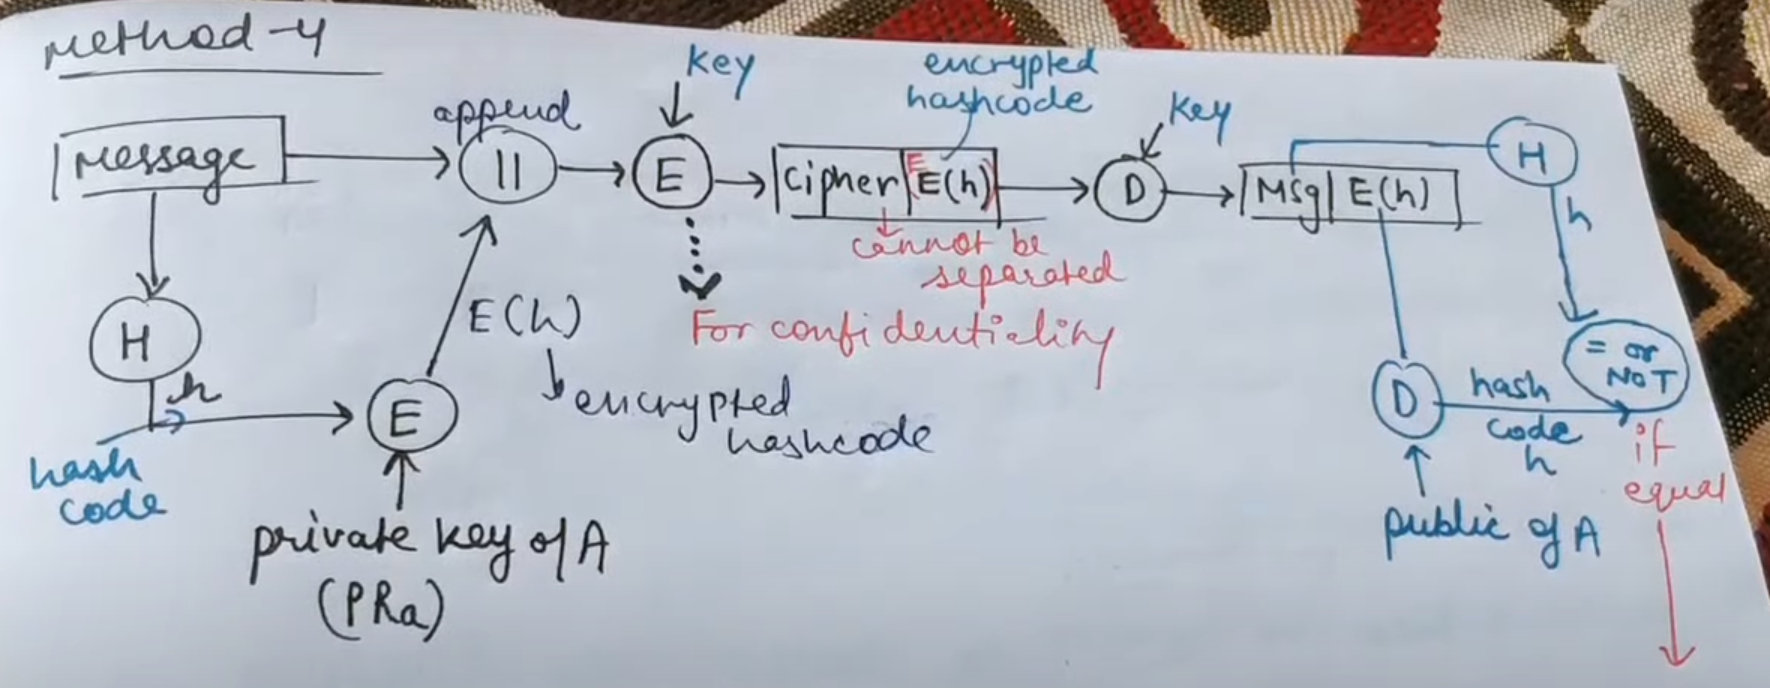 Method-4
Message
append
||
key
E
encrypted
hashcode
Cipher E E(h)
key
D
Msg E(h)
H
h
cannot be
separated
For confidentiality
H
h
hash
code
E
E(h)
encrypted
hashcode
private key of A
(PRa)
D
hash
code
h
public of A
= or
NOT
if
equal